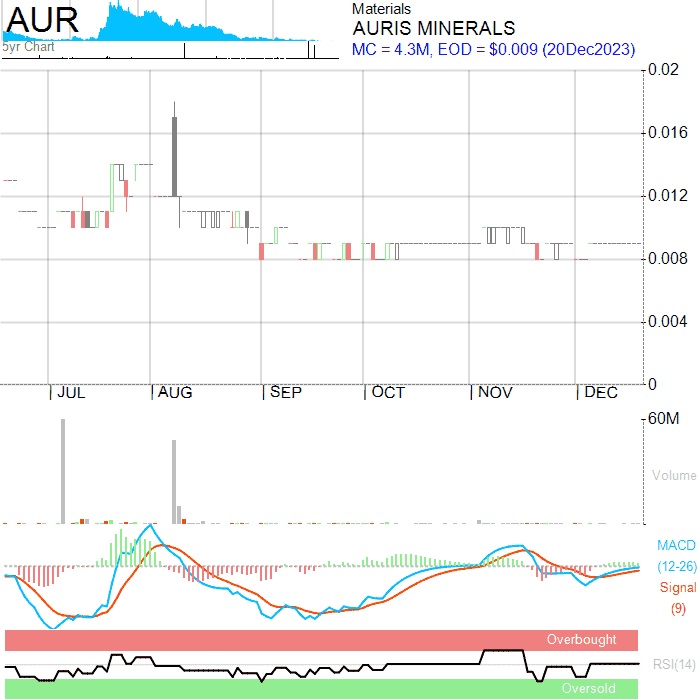 AUR
5yr Chart
Materials
AURIS MINERALS
MC = 4.3M, EOD = $0.009 (20Dec2023)
0.02
0.016
0.012
0.008
0.004
0
JUL AUG SEP OCT NOV DEC
60M
Volume
MACD
(12-26)
Signal
(9)
Overbought
RSI(14)
Oversold